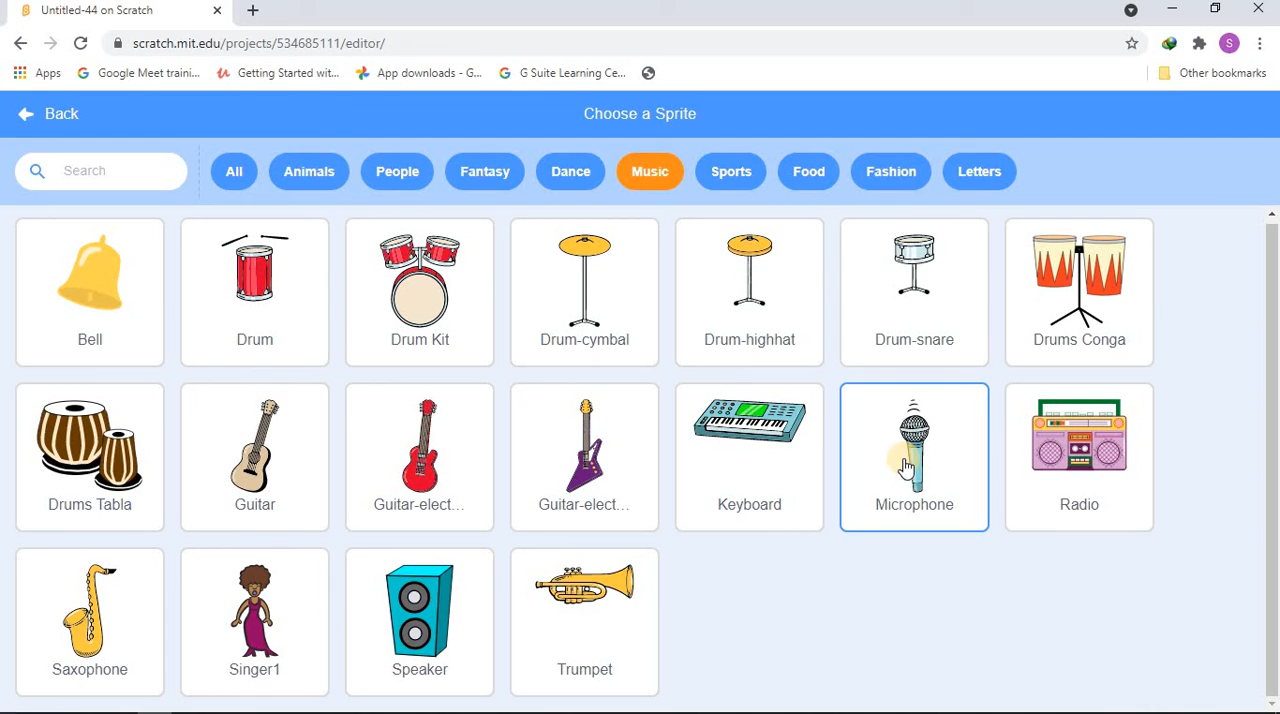 Untitled-44 on Scratch
scratch.mit.edu/projects/534685111/editor/
S
Apps
Google Meet traini...
Getting Started wit...
App downloads - G...
G Suite Learning Ce...
Other bookmarks
Back
Choose a Sprite
Search
All
Animals
People
Fantasy
Dance
Music
Sports
Food
Fashion
Letters
Bell
Drum
Drum Kit
Drum-cymbal
Drum-highhat
Drum-snare
Drums Conga
Drums Tabla
Guitar
Guitar-elect...
Guitar-elect...
Keyboard
Microphone
Radio
Saxophone
Singer1
Speaker
Trumpet